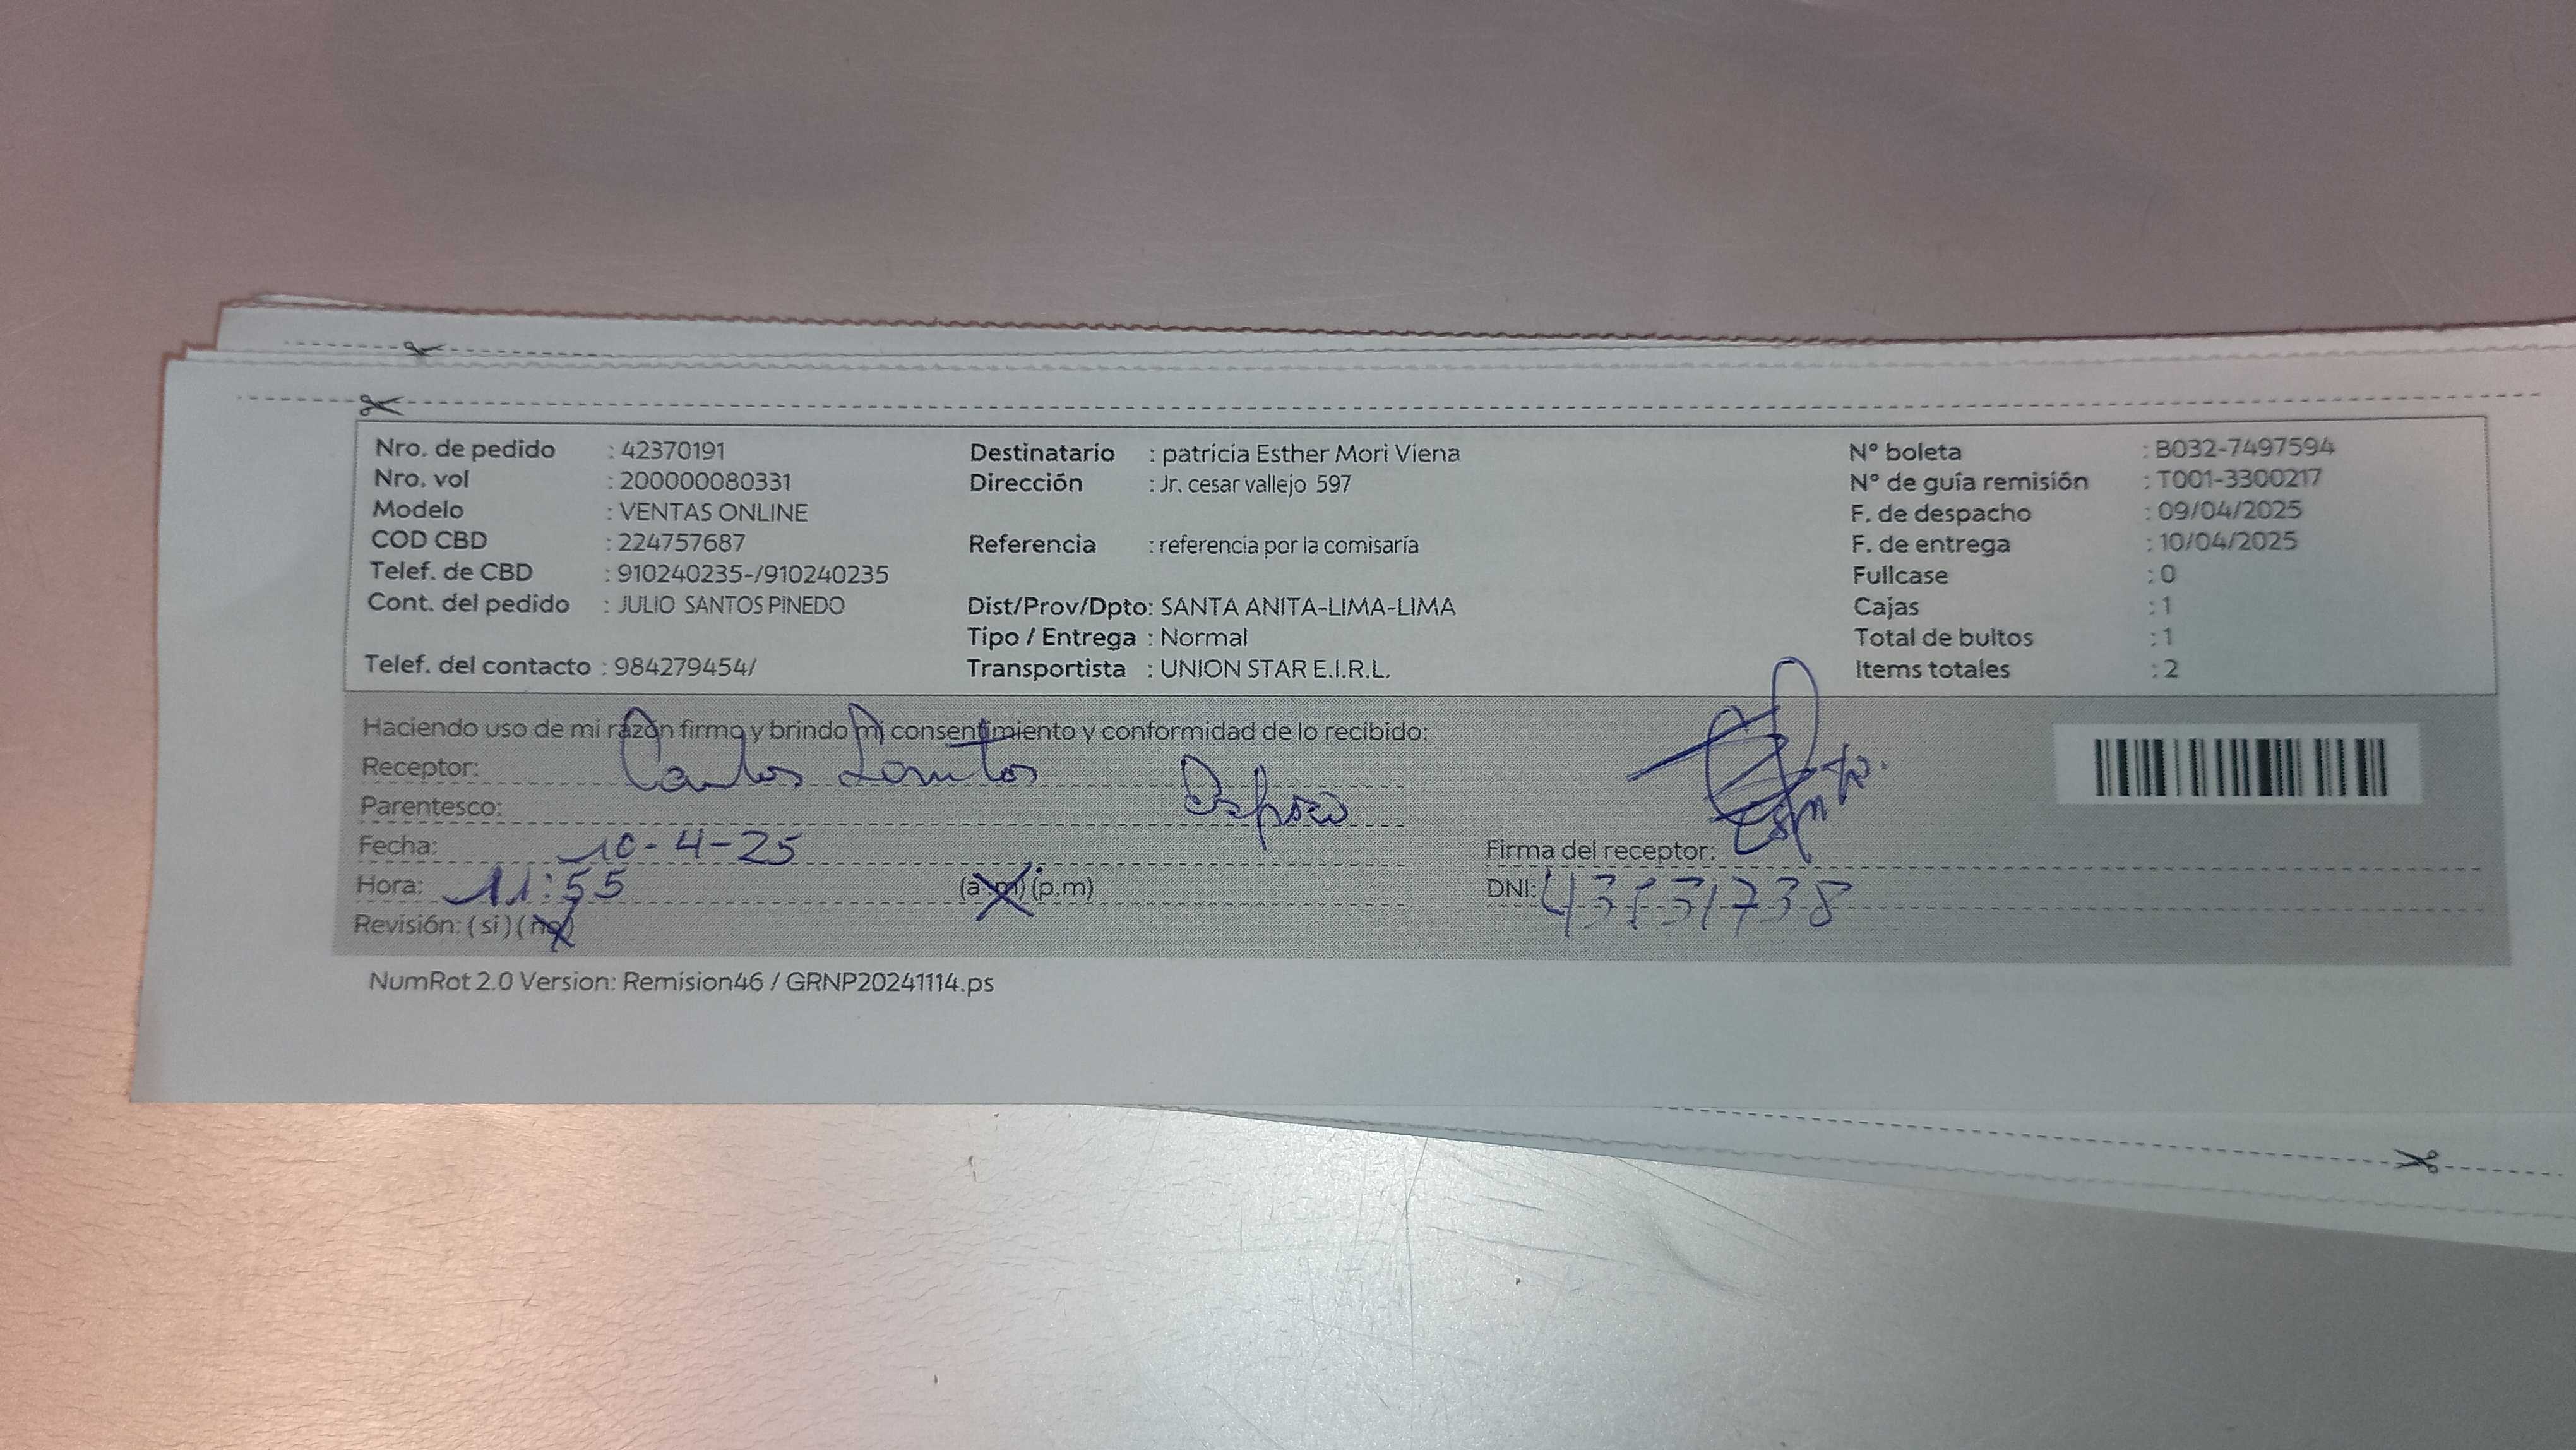 Nro. de pedido : 42370191
Nro. vol : 200000080331
Modelo : VENTAS ONLINE
COD CBD : 224757687
Telef. de CBD : 910240235-/910240235
Cont. del pedido : JULIO SANTOS PINEDO
Telef. del contacto : 984279454/
Destinatario : patricia Esther Mori Viena
Dirección : Jr. cesar vallejo 597
Referencia : referencia por la comisaría
Dist/Prov/Dpto: SANTA ANITA-LIMA-LIMA
Tipo / Entrega : Normal
Transportista : UNION STAR E.I.R.L.
Nº boleta : B032-7497594
Nº de guía remisión : T001-3300217
F. de despacho : 09/04/2025
F. de entrega : 10/04/2025
Fullcase : 0
Cajas : 1
Total de bultos : 1
Items totales : 2
Haciendo uso de mi razón firmo y brindo mi consentimiento y conformidad de lo recibido:
Receptor: Carlos Santos
Parentesco: Esposo
Fecha: 10-4-25
Hora: 11:55 (a.m) (p.m)
Revisión: (si) (no)
Firma del receptor:
DNI:
NumRot 2.0 Version: Remision46 / GRNP20241114.ps